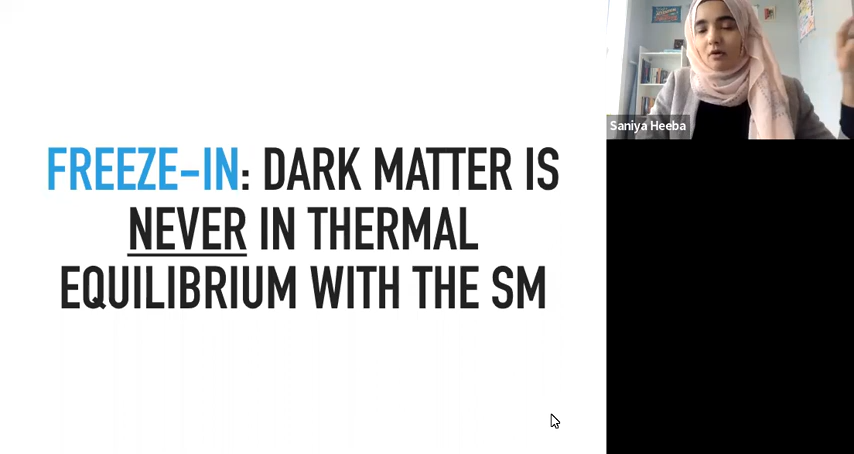 FREEZE-IN: DARK MATTER IS
NEVER IN THERMAL
EQUILIBRIUM WITH THE SM
Saniya Heeba